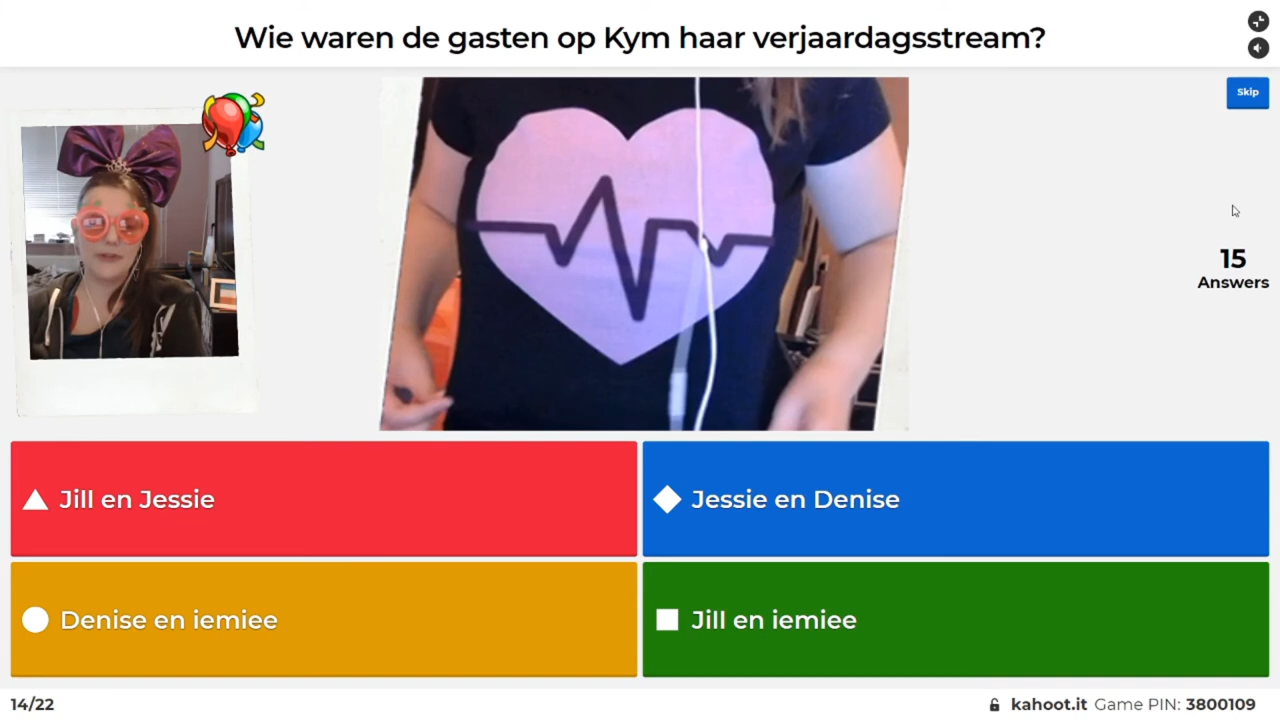 Wie waren de gasten op Kym haar verjaardagsstream?
Skip
15
Answers
Jill en Jessie
Jessie en Denise
Denise en iemiee
Jill en iemiee
14/22
kahoot.it Game PIN: 3800109